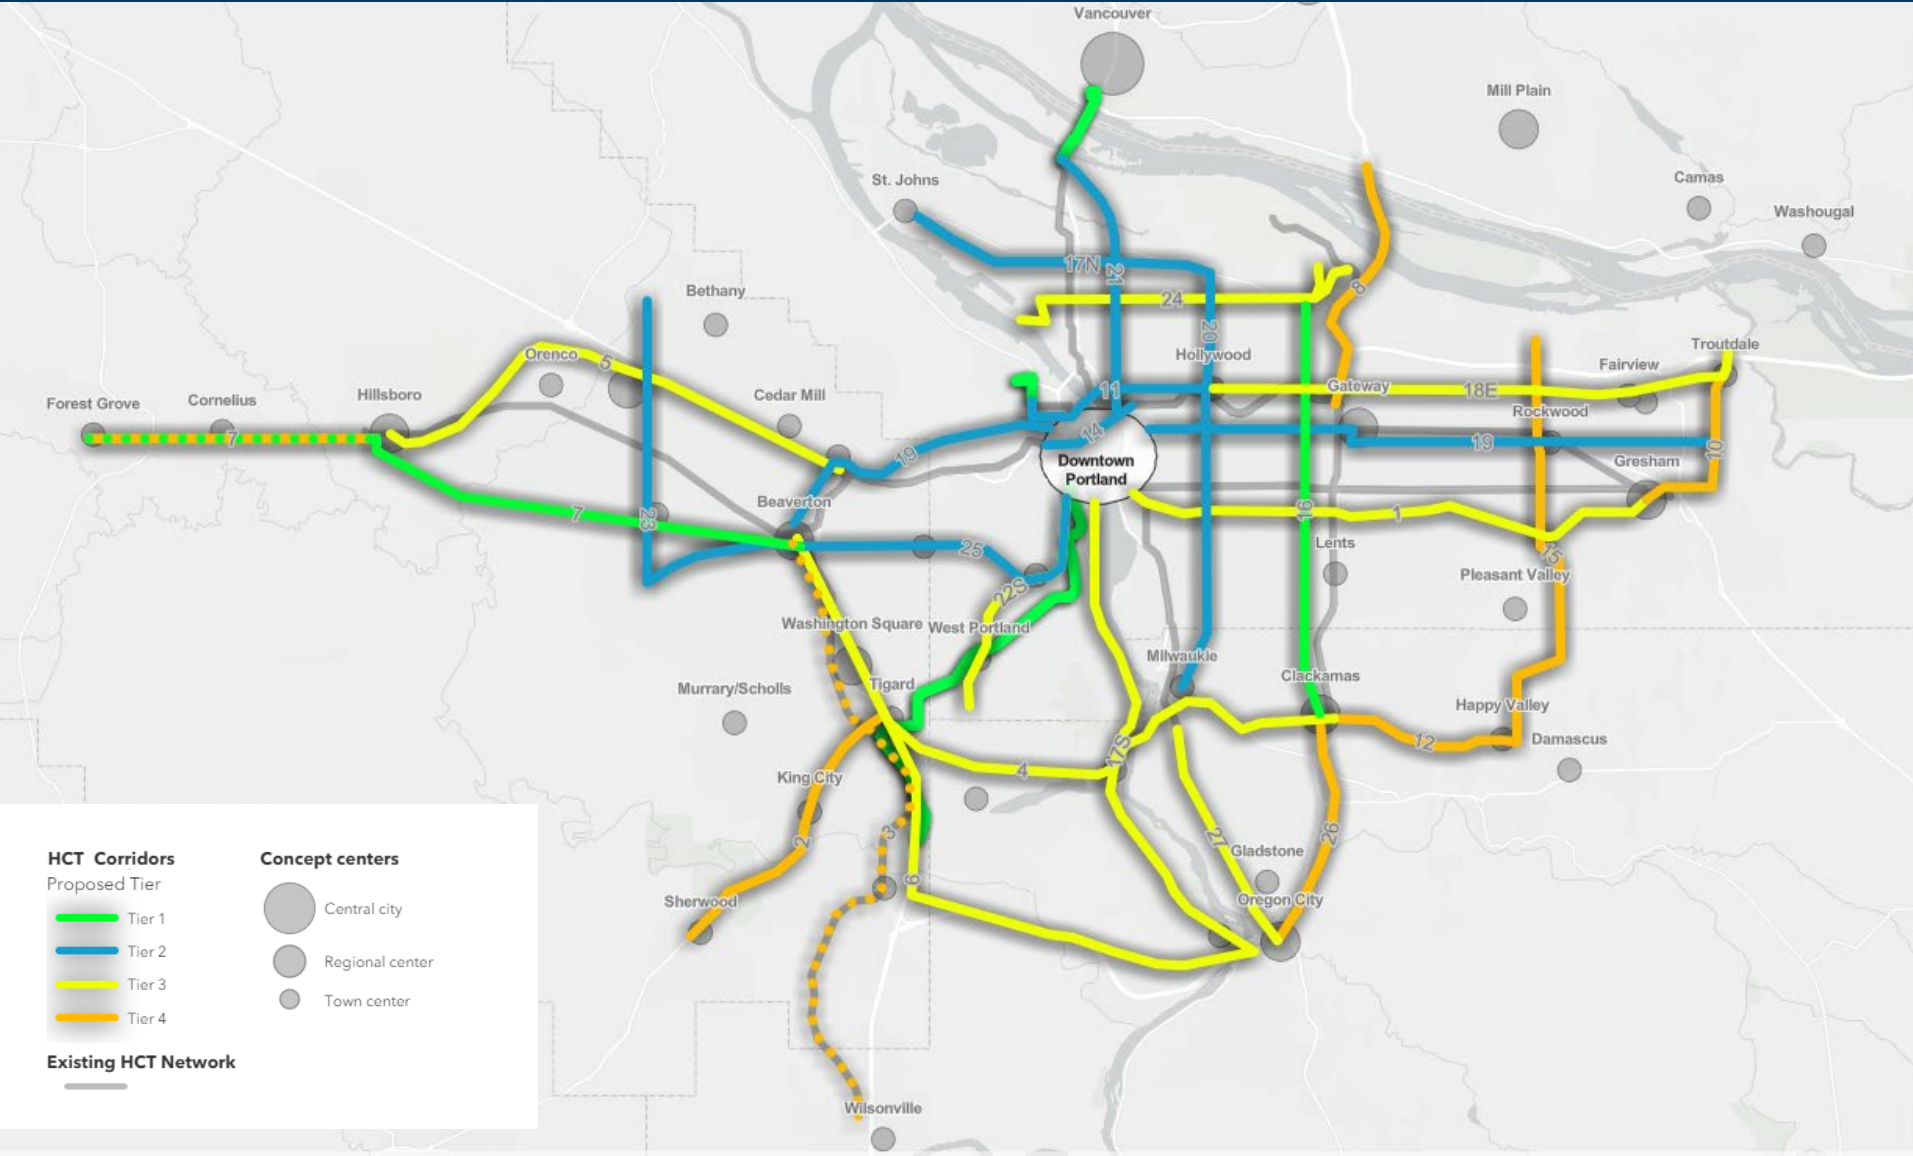 Vancouver
Mill Plain
St. Johns
Camas
Washougal
17N
21
Bethany
24
8
20
Orenco
5
Hollywood
Troutdale
Fairview
Forest Grove
Cornelius
Hillsboro
Cedar Mill
11
Gateway
18E
Rockwood
7
14
19
19
10
Downtown
Portland
Gresham
Beaverton
7
23
16
1
25
Lents
15
Pleasant Valley
22S
Washington Square
West Portland
Milwaukie
Clackamas
Murrary/Scholls
Tigard
Happy Valley
17S
12
Damascus
4
King City
2
3
27
26
Gladstone
9
Sherwood
Oregon City
Wilsonville
HCT Corridors
Proposed Tier
Tier 1
Tier 2
Tier 3
Tier 4
Existing HCT Network
Concept centers
Central city
Regional center
Town center